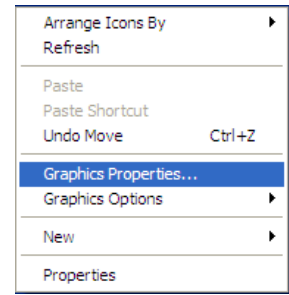 Arrange Icons By
Refresh
Paste
Paste Shortcut
Undo Move Ctrl+Z
Graphics Properties...
Graphics Options
New
Properties